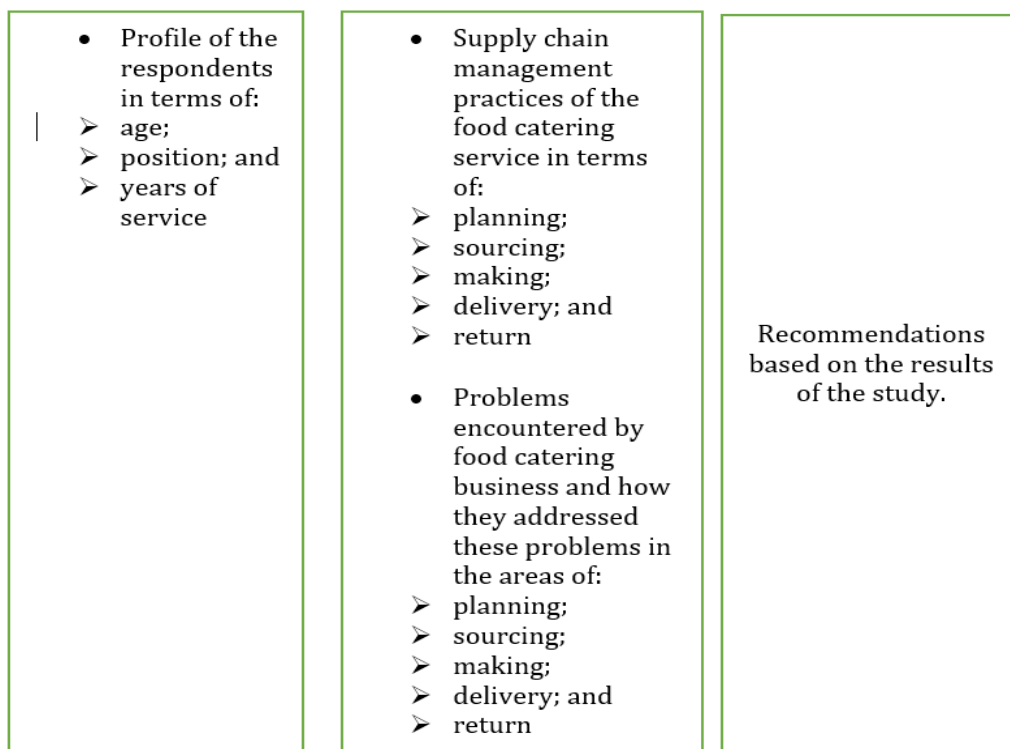 • Profile of the
respondents
in terms of:
➢ age;
➢ position; and
➢ years of
service
• Supply chain
management
practices of the
food catering
service in terms
of:
➢ planning;
➢ sourcing;
➢ making;
➢ delivery; and
➢ return
• Problems
encountered by
food catering
business and how
they addressed
these problems in
the areas of:
➢ planning;
➢ sourcing;
➢ making;
➢ delivery; and
➢ return
Recommendations
based on the results
of the study.